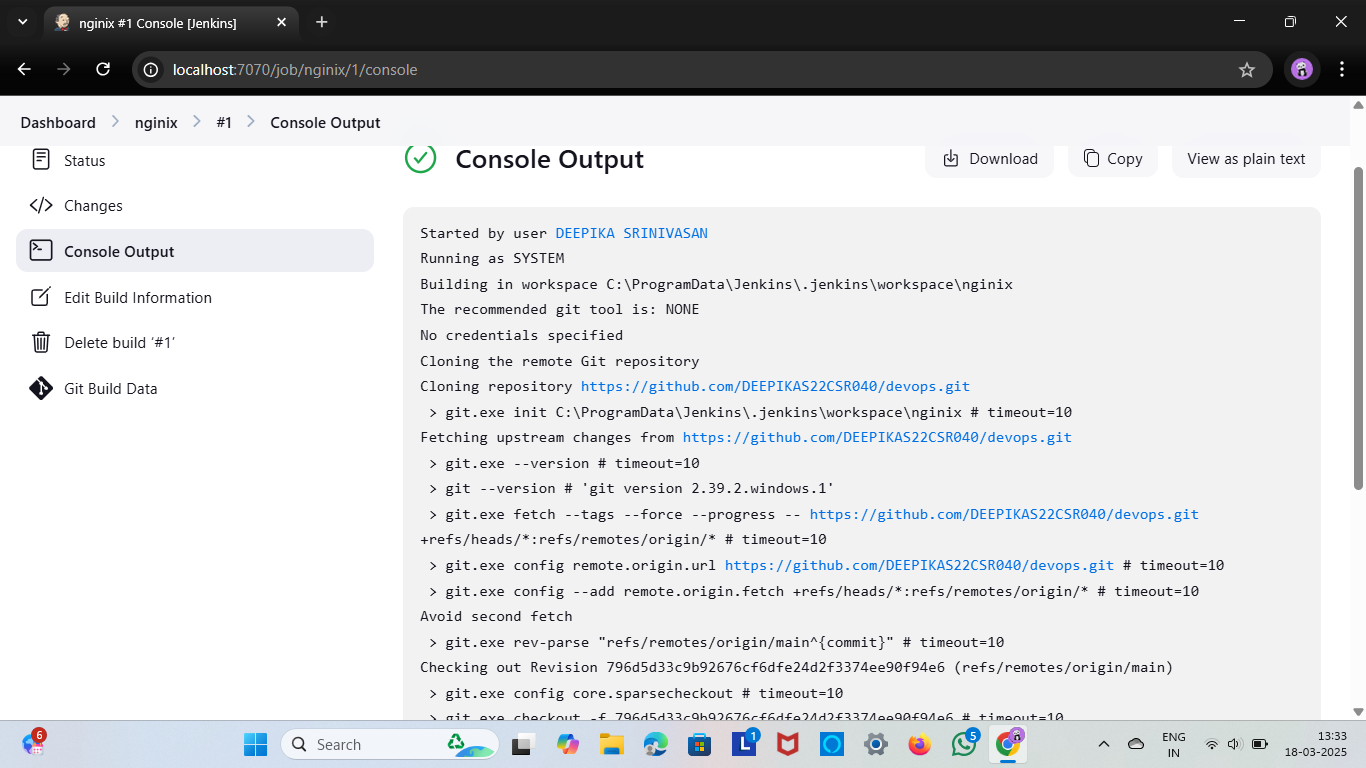 nginix #1 Console [Jenkins]
localhost:7070/job/nginix/1/console
Dashboard
nginix
#1
Console Output
Status
Changes
Console Output
Edit Build Information
Delete build ‘#1’
Git Build Data
Console Output
Download
Copy
View as plain text
Started by user DEEPIKA SRINIVASAN
Running as SYSTEM
Building in workspace C:\ProgramData\Jenkins\.jenkins\workspace\nginix
The recommended git tool is: NONE
No credentials specified
Cloning the remote Git repository
Cloning repository https://github.com/DEEPIKAS22CSR040/devops.git
> git.exe init C:\ProgramData\Jenkins\.jenkins\workspace\nginix # timeout=10
Fetching upstream changes from https://github.com/DEEPIKAS22CSR040/devops.git
> git.exe --version # timeout=10
> git --version # 'git version 2.39.2.windows.1'
> git.exe fetch --tags --force --progress -- https://github.com/DEEPIKAS22CSR040/devops.git
+refs/heads/*:refs/remotes/origin/* # timeout=10
> git.exe config remote.origin.url https://github.com/DEEPIKAS22CSR040/devops.git # timeout=10
> git.exe config --add remote.origin.fetch +refs/heads/*:refs/remotes/origin/* # timeout=10
Avoid second fetch
> git.exe rev-parse "refs/remotes/origin/main^{commit}" # timeout=10
Checking out Revision 796d5d33c9b92676cf6dfe24d2f3374ee90f94e6 (refs/remotes/origin/main)
> git.exe config core.sparsecheckout # timeout=10
> git.exe checkout -f 796d5d33c9b92676cf6dfe24d2f3374ee90f94e6 # timeout=10
6
Search
1
5
ENG
IN
13:33
18-03-2025